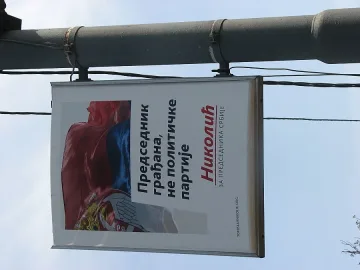 Председник
грађана,
не политичке
партије
Николић
ЗА ПРЕДСЕДНИКА СРБИЈЕ